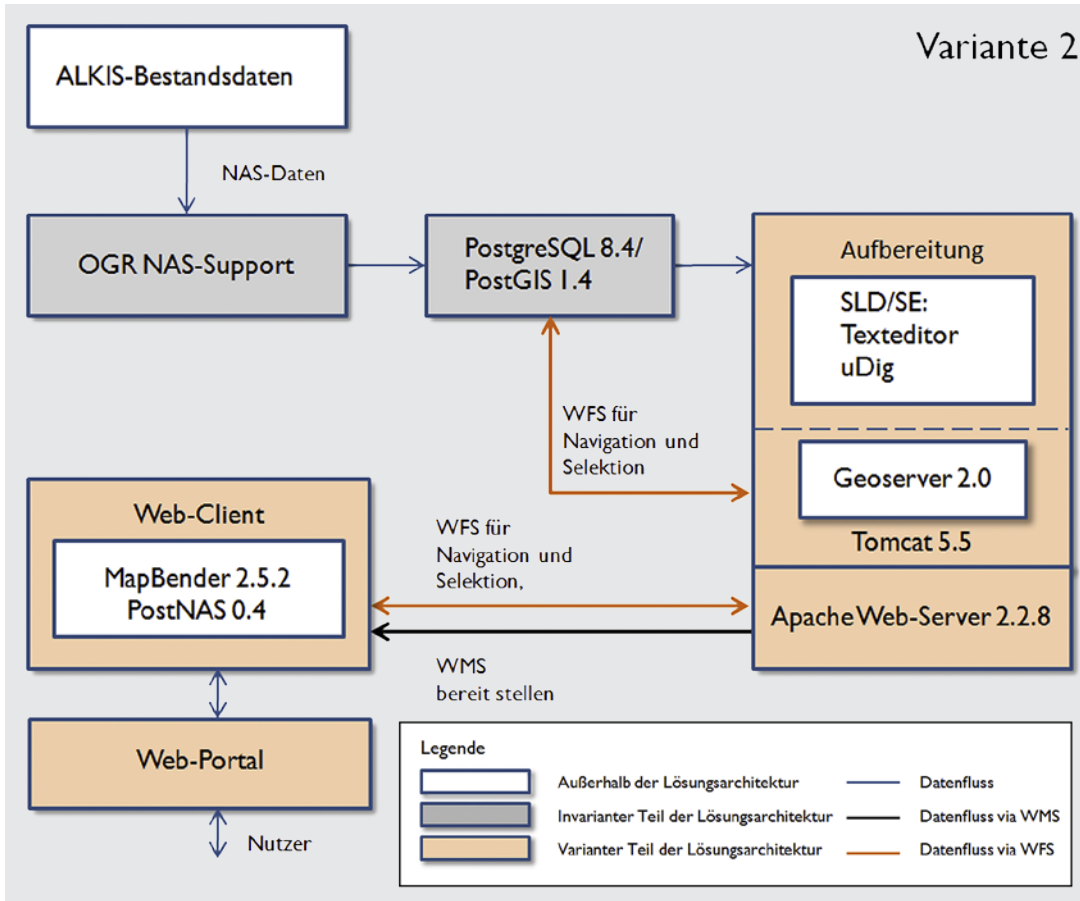 Variante 2
ALKIS-Bestandsdaten
NAS-Daten
OGR NAS-Support
PostgreSQL 8.4/
PostGIS 1.4
Aufbereitung
SLD/SE:
Texteditor
uDig
WFS für
Navigation und
Selektion
Geoserver 2.0
Tomcat 5.5
Apache Web-Server 2.2.8
Web-Client
MapBender 2.5.2
PostNAS 0.4
WFS für
Navigation und
Selektion,
WMS
bereit stellen
Web-Portal
Nutzer
Legende
Außerhalb der Lösungsarchitektur
Datenfluss
Invarianter Teil der Lösungsarchitektur
Datenfluss via WMS
Varianter Teil der Lösungsarchitektur
Datenfluss via WFS